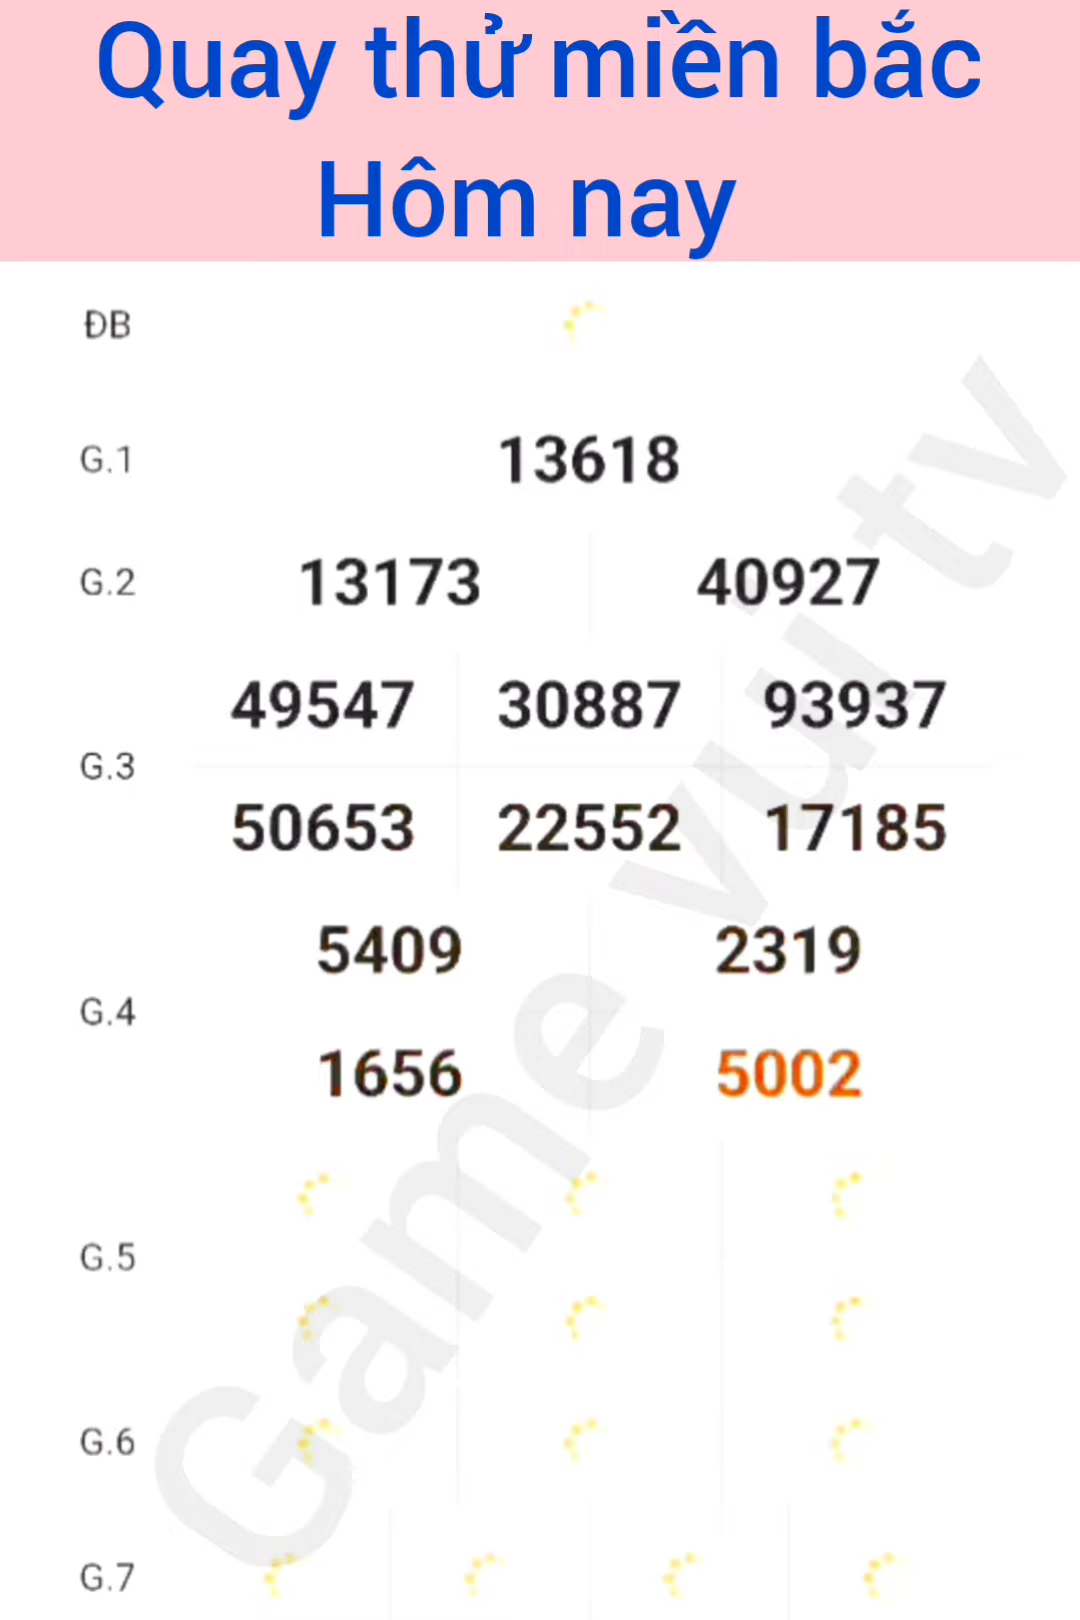 Quay thử miền bắc
Hôm nay
ĐB
G.1 13618
G.2 13173 40927
49547 30887 93937
G.3
50653 22552 17185
5409 2319
G.4
1656 5002
G.5
G.6
G.7
Game vui tv